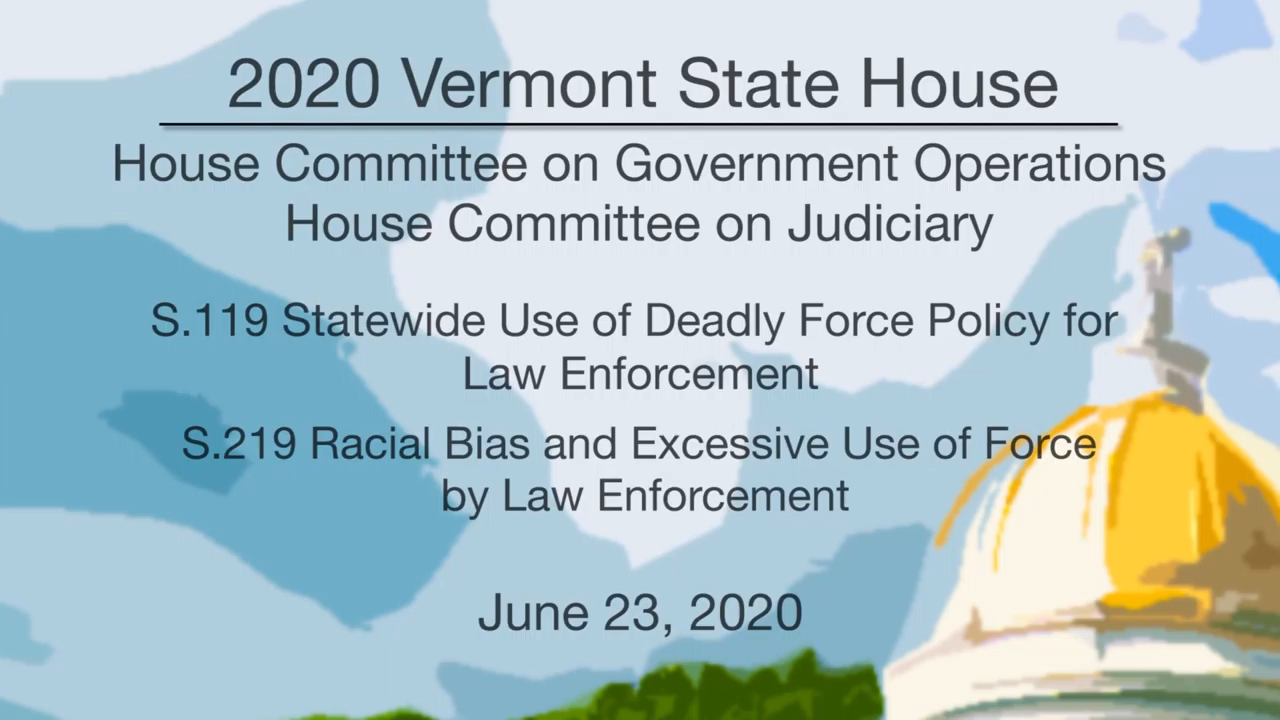 2020 Vermont State House
House Committee on Government Operations
House Committee on Judiciary
S.119 Statewide Use of Deadly Force Policy for
Law Enforcement
S.219 Racial Bias and Excessive Use of Force
by Law Enforcement
June 23, 2020